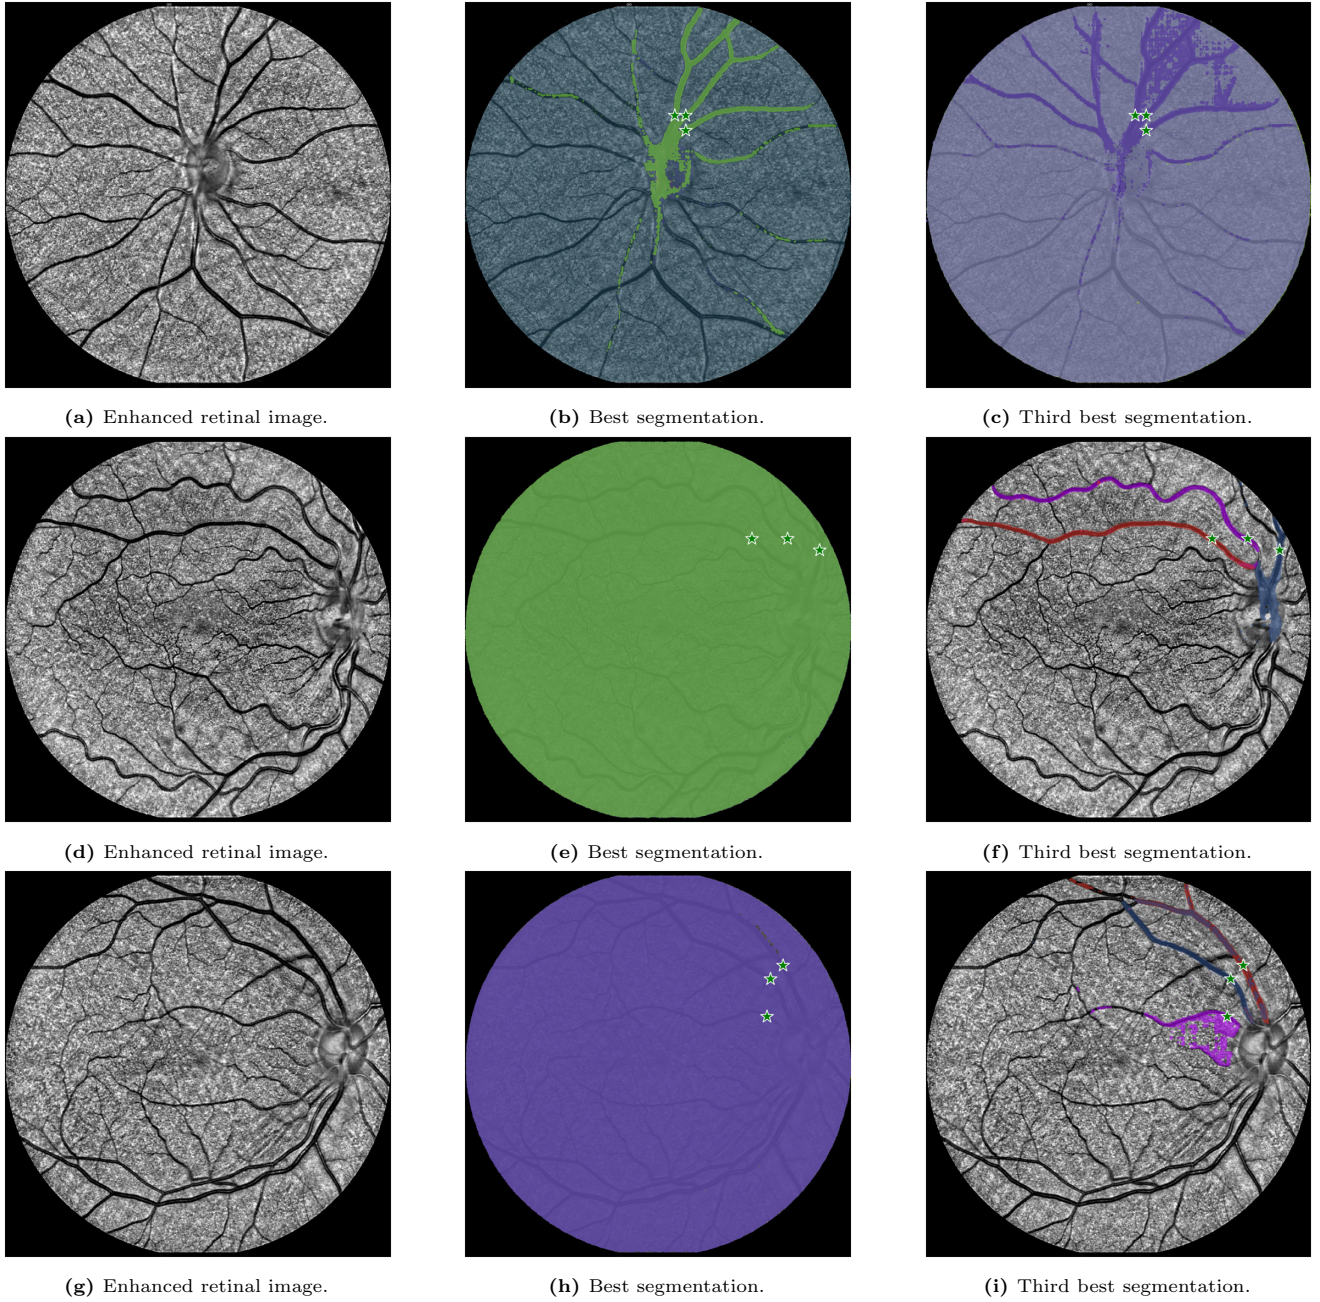 (a) Enhanced retinal image.
(b) Best segmentation.
(c) Third best segmentation.
(d) Enhanced retinal image.
(e) Best segmentation.
(f) Third best segmentation.
(g) Enhanced retinal image.
(h) Best segmentation.
(i) Third best segmentation.